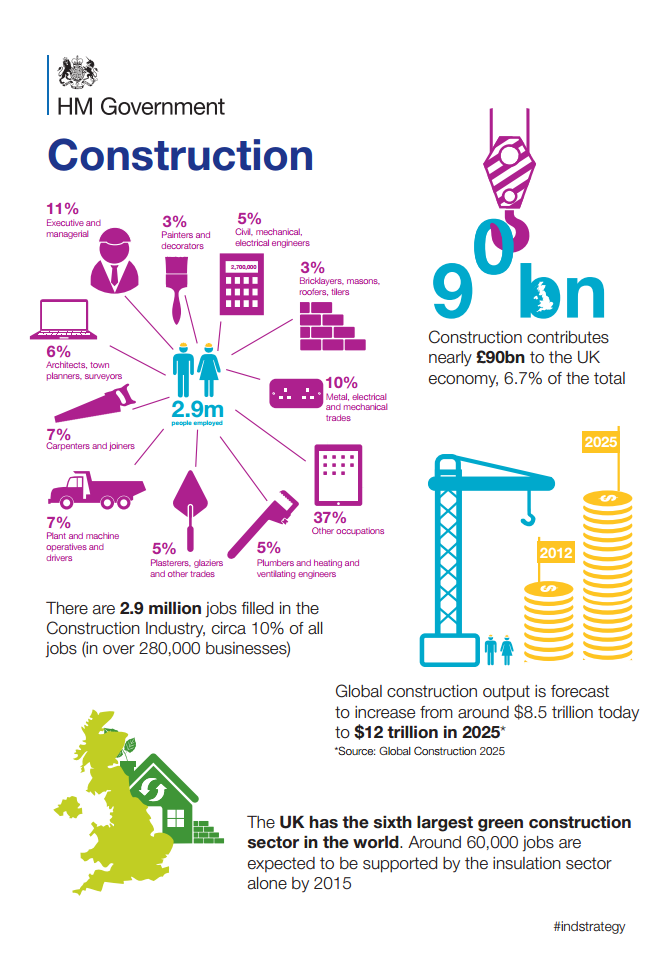 HM Government
Construction
11%
Executive and
managerial
3%
Painters and
decorators
5%
Civil, mechanical,
electrical engineers
2,700,000
3%
Bricklayers, masons,
roofers, tilers
6%
Architects, town
planners, surveyors
10%
Metal, electrical
and mechanical
trades
2.9m
people employed
7%
Carpenters and joiners
7%
Plant and machine
operatives and
drivers
5%
Plasterers, glaziers
and other trades
5%
Plumbers and heating and
ventilating engineers
37%
Other occupations
There are 2.9 million jobs filled in the
Construction Industry, circa 10% of all
jobs (in over 280,000 businesses)
90bn
Construction contributes
nearly £90bn to the UK
economy, 6.7% of the total
2025
$
2012
$
Global construction output is forecast
to increase from around $8.5 trillion today
to $12 trillion in 2025*
*Source: Global Construction 2025
The UK has the sixth largest green construction
sector in the world. Around 60,000 jobs are
expected to be supported by the insulation sector
alone by 2015
#indstrategy